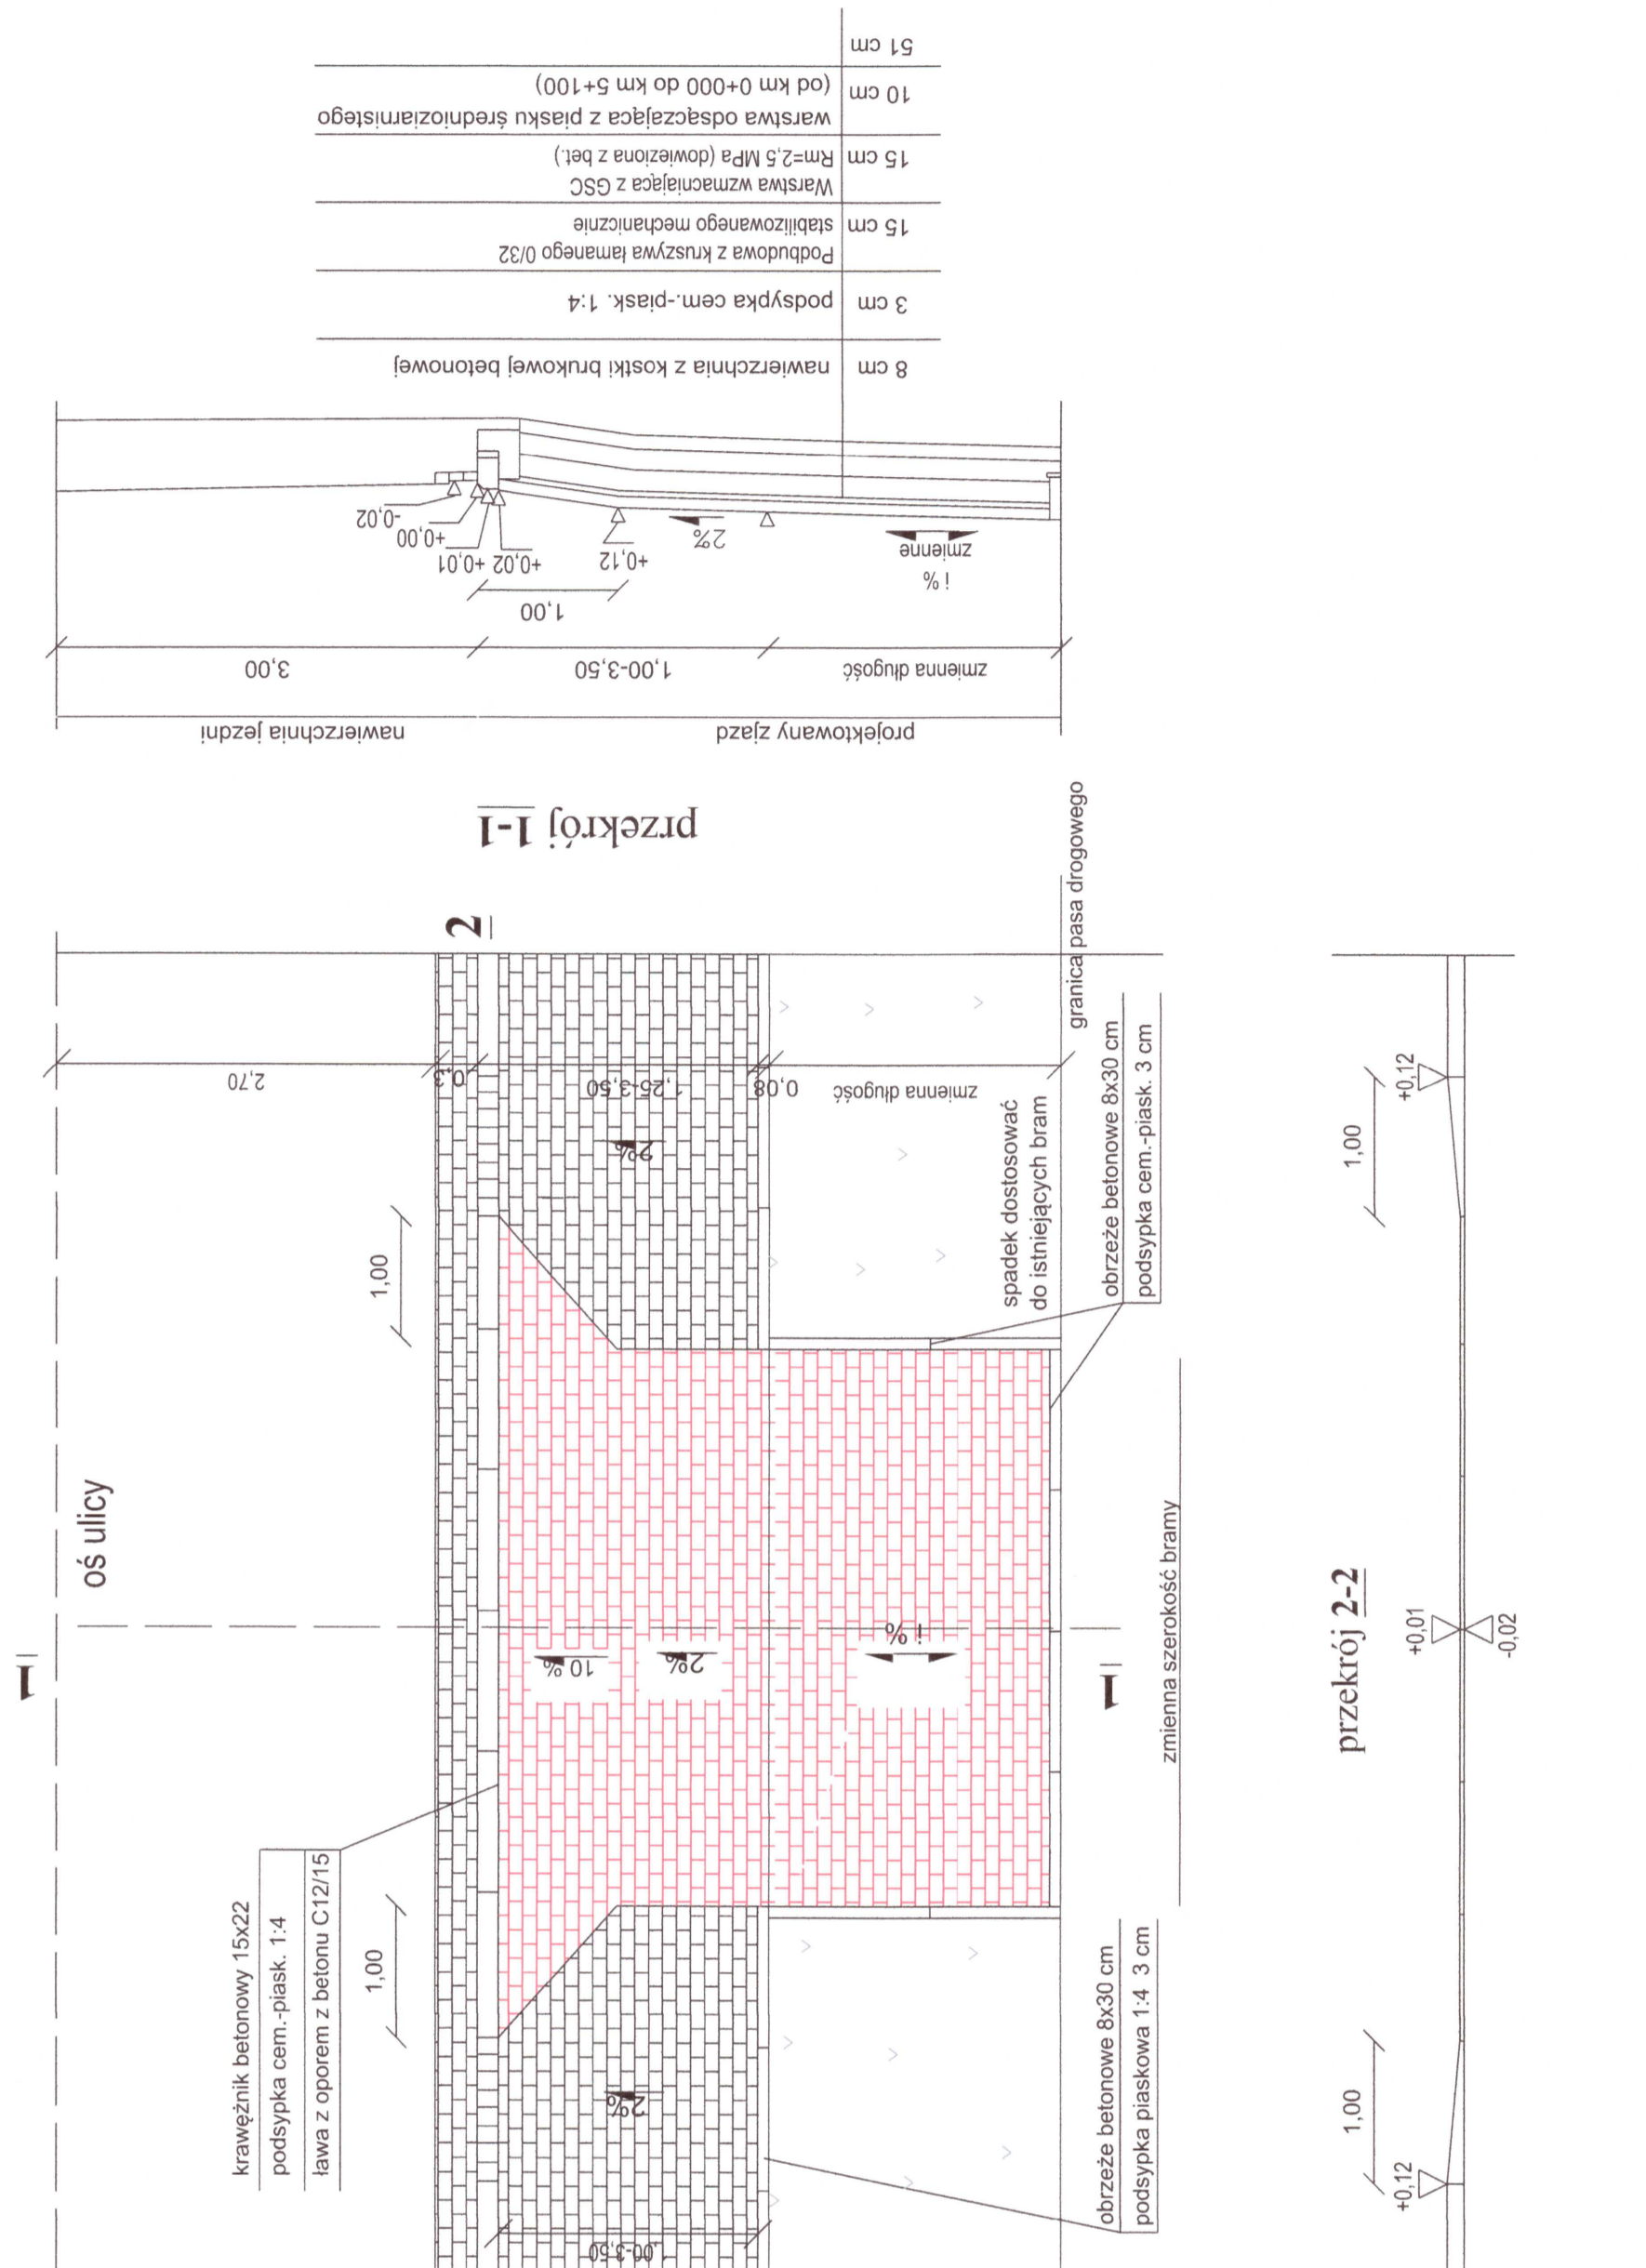 51 cm
10 cm
warstwa odsączająca z piasku średnioziarnistego
(od km 0+000 do km 5+100)
15 cm
Warstwa wzmacniająca z GSC
Rm=2,5 MPa (dowieziona z bet.)
15 cm
Podbudowa z kruszywa łamanego 0/32
stabilizowanego mechanicznie
3 cm
podsypka cem.-piask. 1:4
8 cm
nawierzchnia z kostki brukowej betonowej
-0,02
+0,00
+0,01
+0,02
+0,12
2%
i %
zmienne
1,00
3,00
1,00-3,50
zmienna długość
nawierzchnia jezdni
projektowany zjazd
przekrój 1-1
2
granica pasa drogowego
2,70
0,3
1,25-3,50
0,08
zmienna długość
2%
1,00
spadek dostosować
do istniejących bram
obrzeże betonowe 8x30 cm
podsypka cem.-piask. 3 cm
oś ulicy
1
10 %
2%
i %
1
zmienna szerokość bramy
krawężnik betonowy 15x22
podsypka cem.-piask. 1:4
ława z oporem z betonu C12/15
1,00
2%
1,00-3,50
obrzeże betonowe 8x30 cm
podsypka piaskowa 1:4 3 cm
przekrój 2-2
+0,12
1,00
+0,01
-0,02
1,00
+0,12